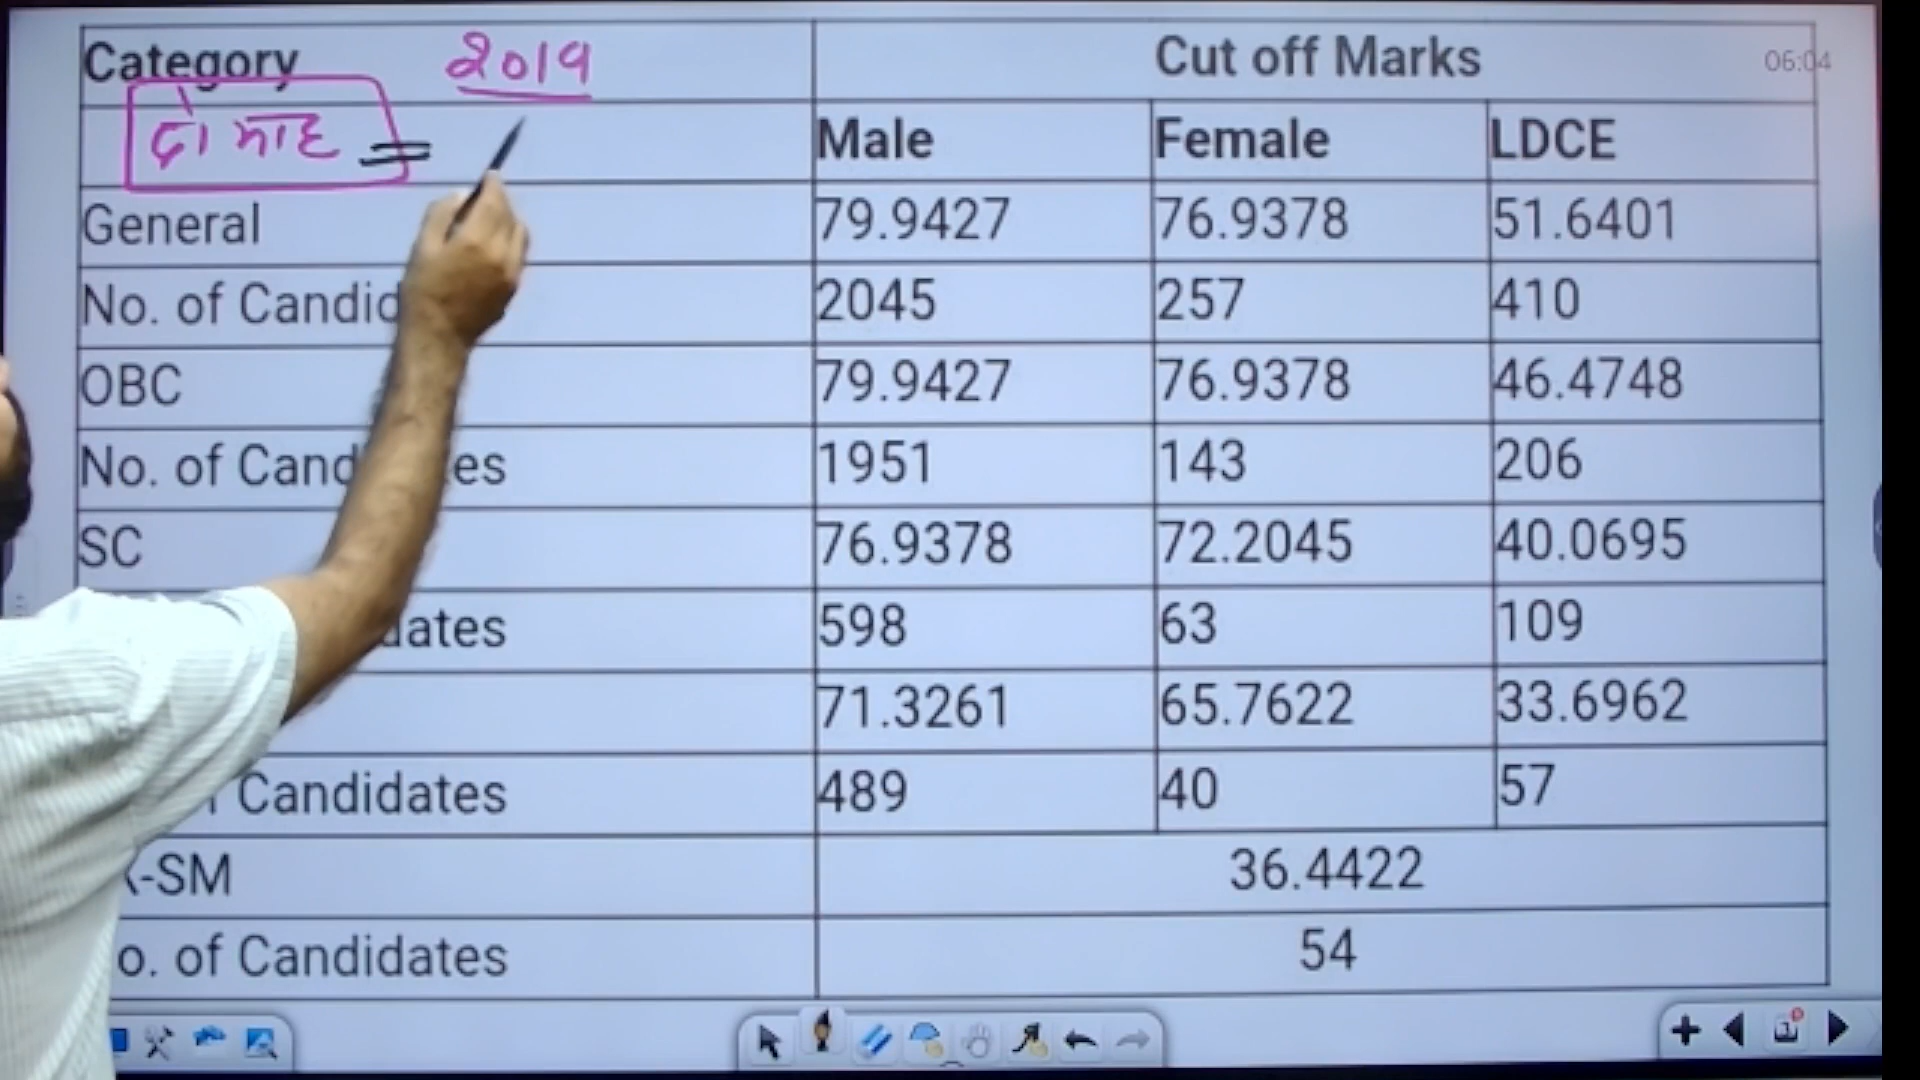 Category 2019 Cut off Marks 06:04
दो माह Male Female LDCE
General 79.9427 76.9378 51.6401
No. of Candid 2045 257 410
OBC 79.9427 76.9378 46.4748
No. of Cand es 1951 143 206
SC 76.9378 72.2045 40.0695
dates 598 63 109
71.3261 65.7622 33.6962
Candidates 489 40 57
-SM 36.4422
o. of Candidates 54